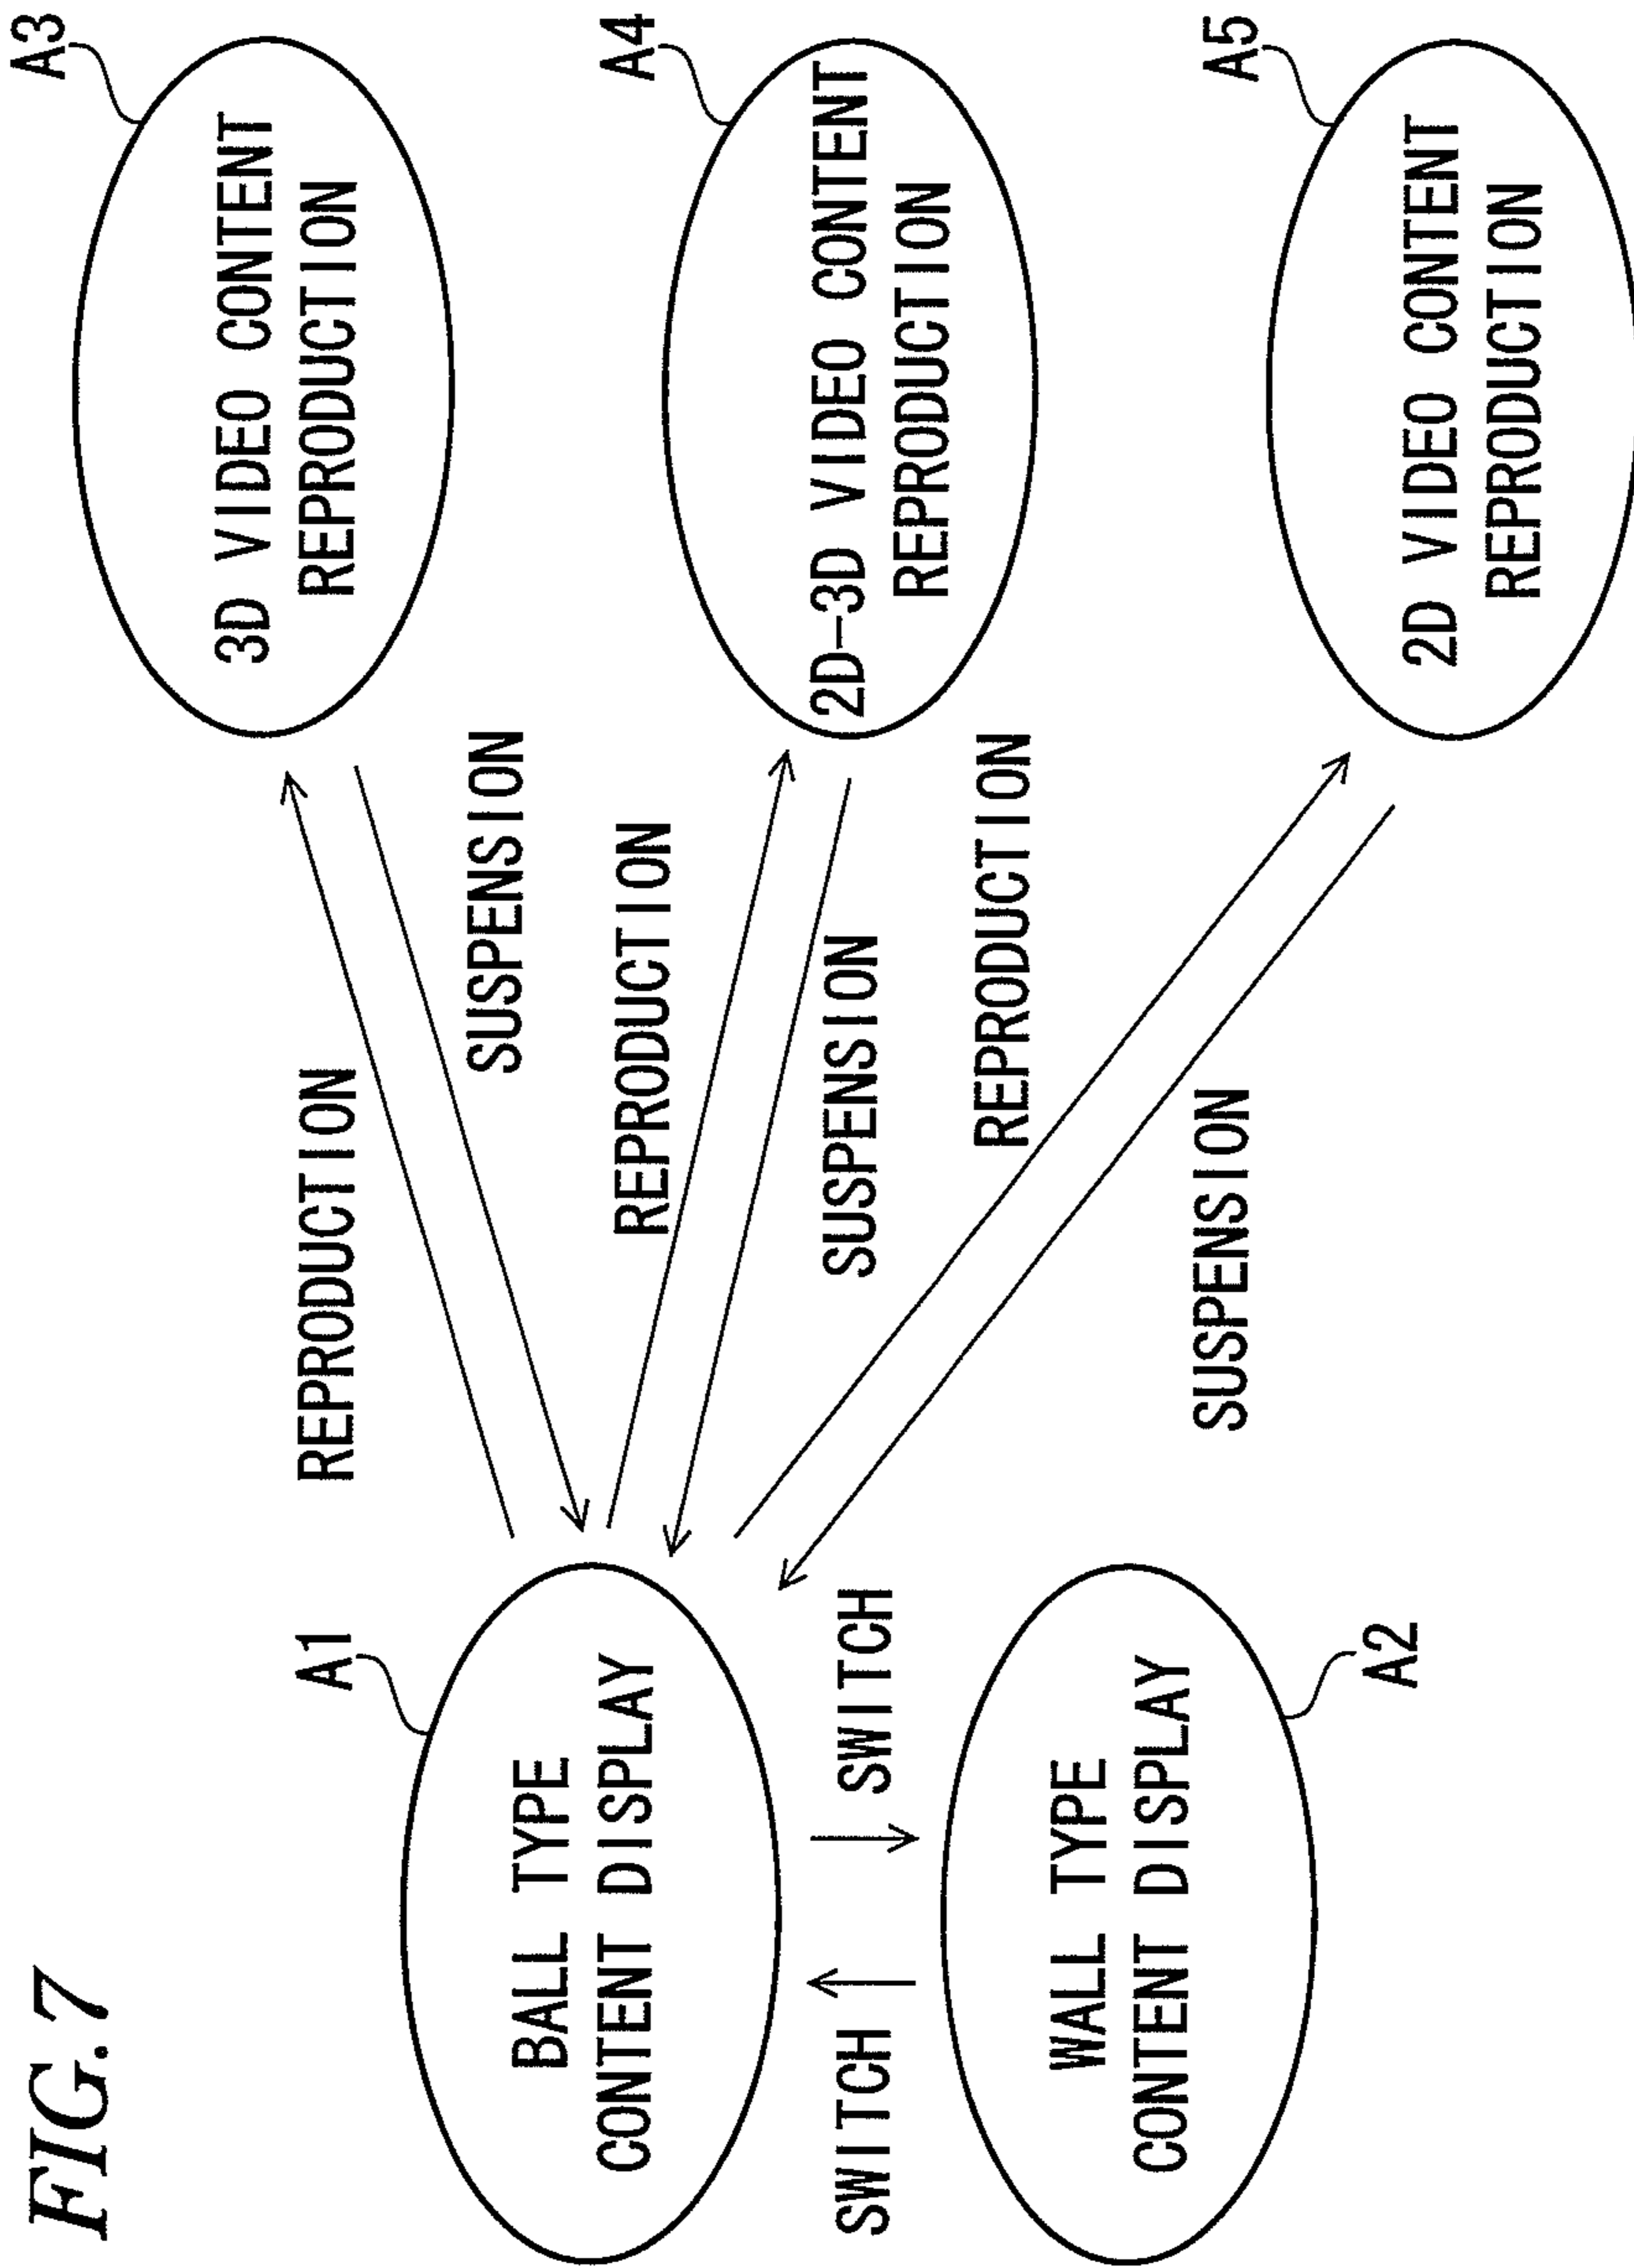 FIG. 7
A1
BALL TYPE
CONTENT DISPLAY
SWITCH
SWITCH
WALL TYPE
CONTENT DISPLAY
A2
REPRODUCTION
SUSPENSION
REPRODUCTION
SUSPENSION
REPRODUCTION
SUSPENSION
A3
3D VIDEO CONTENT
REPRODUCTION
A4
2D-3D VIDEO CONTENT
REPRODUCTION
A5
2D VIDEO CONTENT
REPRODUCTION